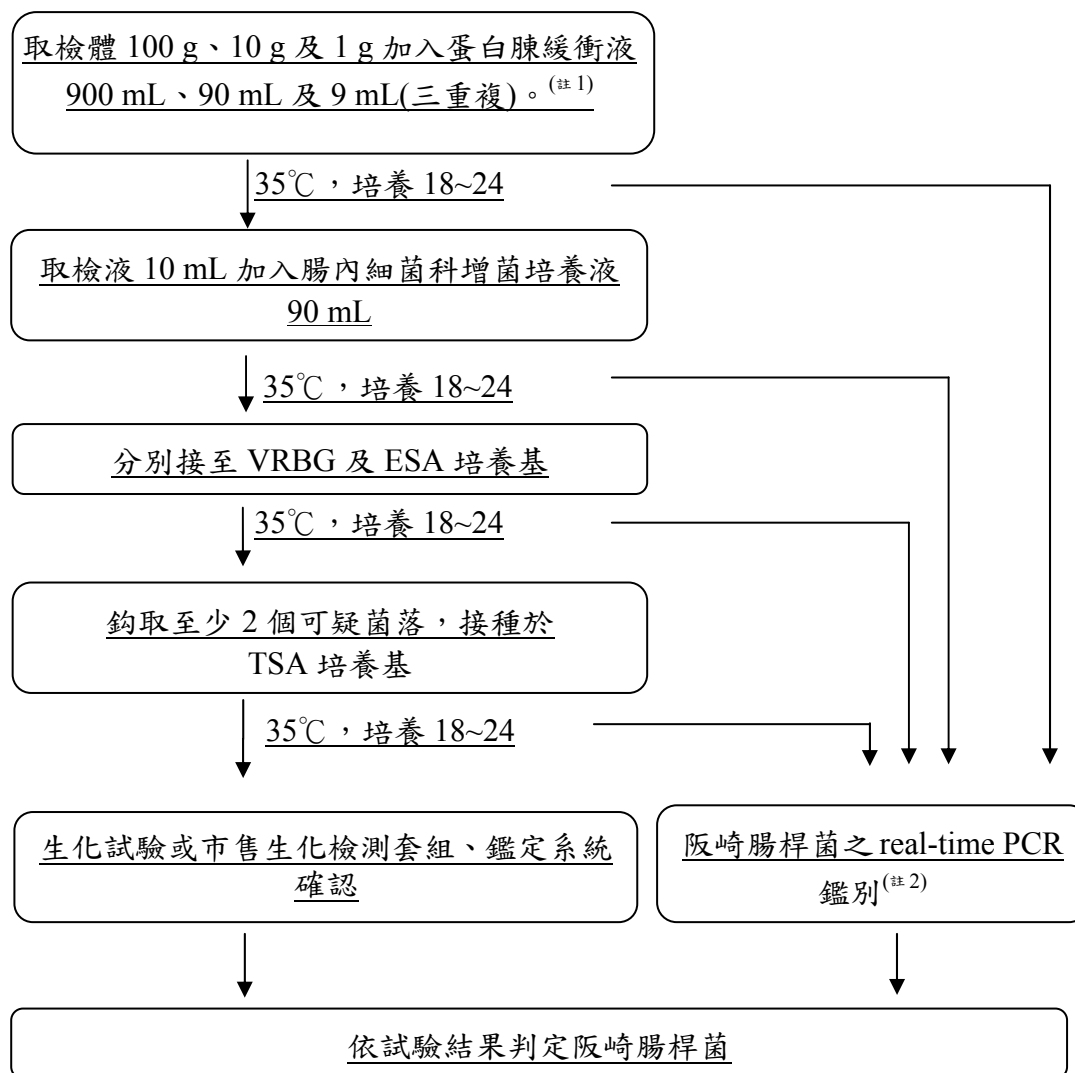 取檢體 100 g、10 g 及 1 g 加入蛋白腖緩衝液
900 mL、90 mL 及 9 mL(三重複)。(註 1)
35℃，培養 18~24
取檢液 10 mL 加入腸內細菌科增菌培養液
90 mL
35℃，培養 18~24
分別接至 VRBG 及 ESA 培養基
35℃，培養 18~24
鈎取至少 2 個可疑菌落，接種於
TSA 培養基
35℃，培養 18~24
生化試驗或市售生化檢測套組、鑑定系統
確認
阪崎腸桿菌之 real-time PCR
鑑別(註 2)
依試驗結果判定阪崎腸桿菌